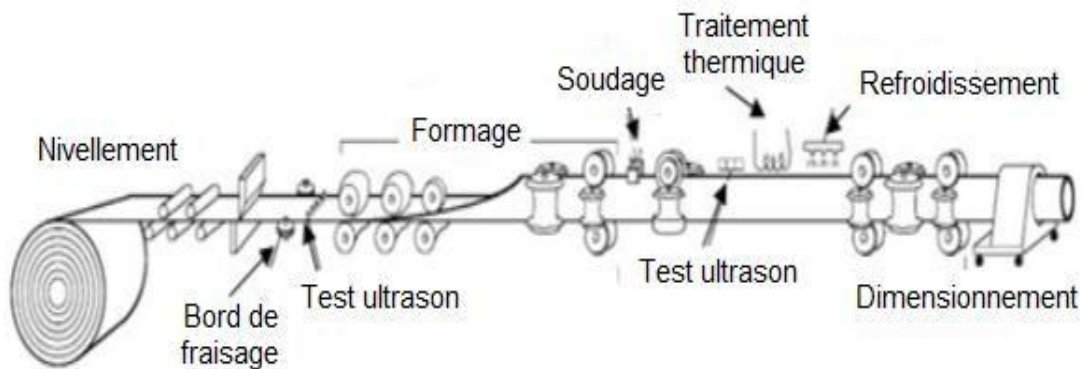 Nivellement
Bord de
fraisage
Test ultrason
Formage
Soudage
Test ultrason
Traitement
thermique
Refroidissement
Dimensionnement